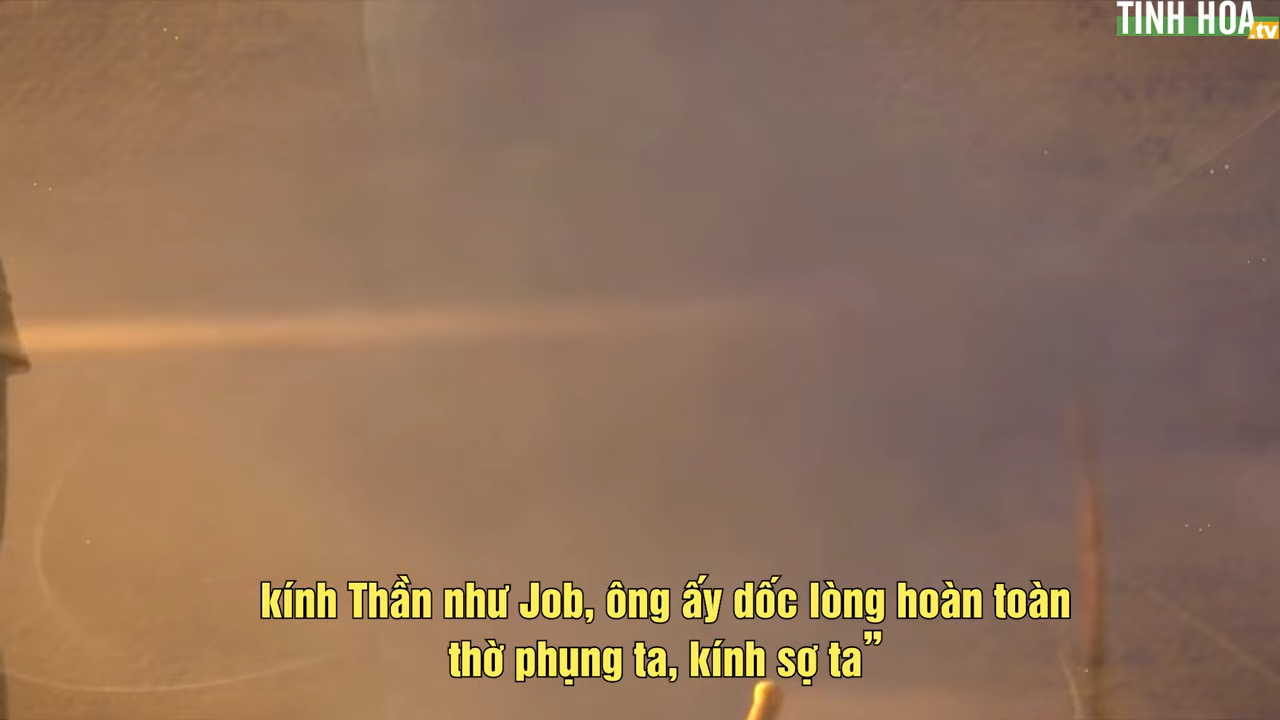 TINH HOA
.tv
kính Thần như Job, ông ấy dốc lòng hoàn toàn
thờ phụng ta, kính sợ ta”